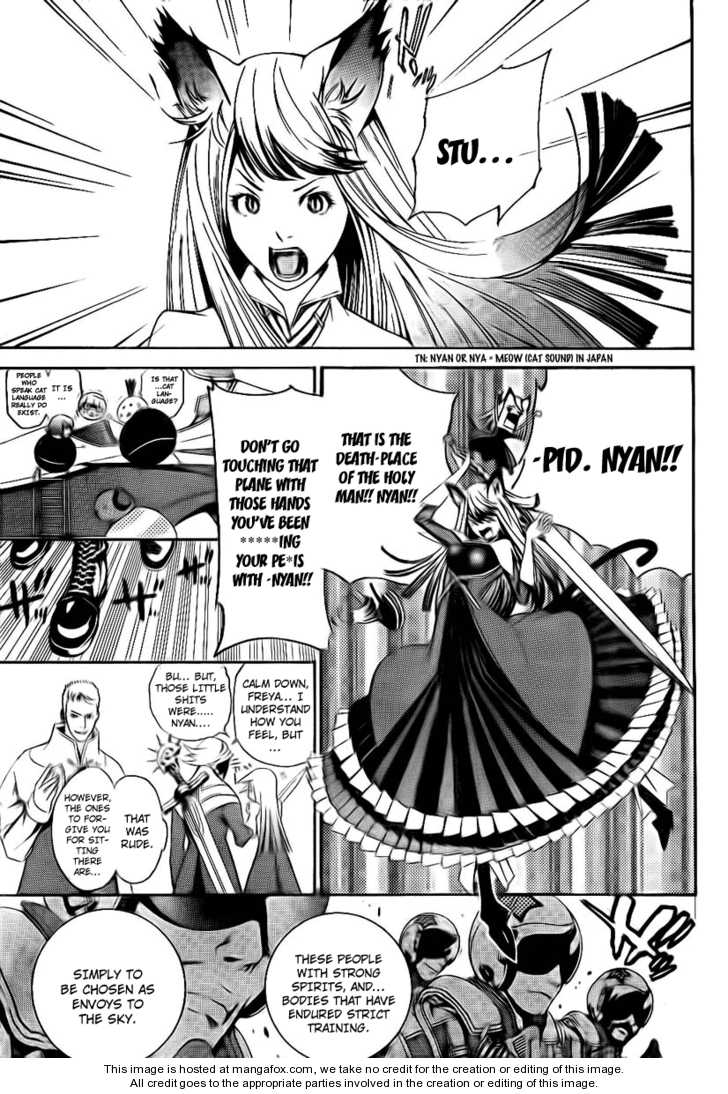 STU...
TN: NYAN OR NYA = MEOW (CAT SOUND) IN JAPAN
-PID. NYAN!!
THAT IS THE
DEATH-PLACE
OF THE HOLY
MAN!! NYAN!!
DON'T GO
TOUCHING THAT
PLANE WITH
THOSE HANDS
YOU'VE BEEN
*****ING
YOUR PE*IS
WITH -NYAN!!
IS THAT
...CAT
LAN-
GUAGE?
IT IS
...
PEOPLE
WHO
SPEAK CAT
LANGUAGE
REALLY DO
EXIST.
CALM DOWN,
FREYA... I
UNDERSTAND
HOW YOU
FEEL, BUT
...
BU... BUT,
THOSE LITTLE
SHITS
WERE.....
NYAN....
THAT
WAS
RUDE.
HOWEVER,
THE ONES
TO FOR-
GIVE YOU
FOR SIT-
TING
THERE
ARE...
THESE PEOPLE
WITH STRONG
SPIRITS, AND...
BODIES THAT HAVE
ENDURED STRICT
TRAINING.
SIMPLY TO
BE CHOSEN AS
ENVOYS TO
THE SKY.
This image is hosted at mangafox.com, we take no credit for the creation or editing of this image.
All credit goes to the appropriate parties involved in the creation or editing of this image.